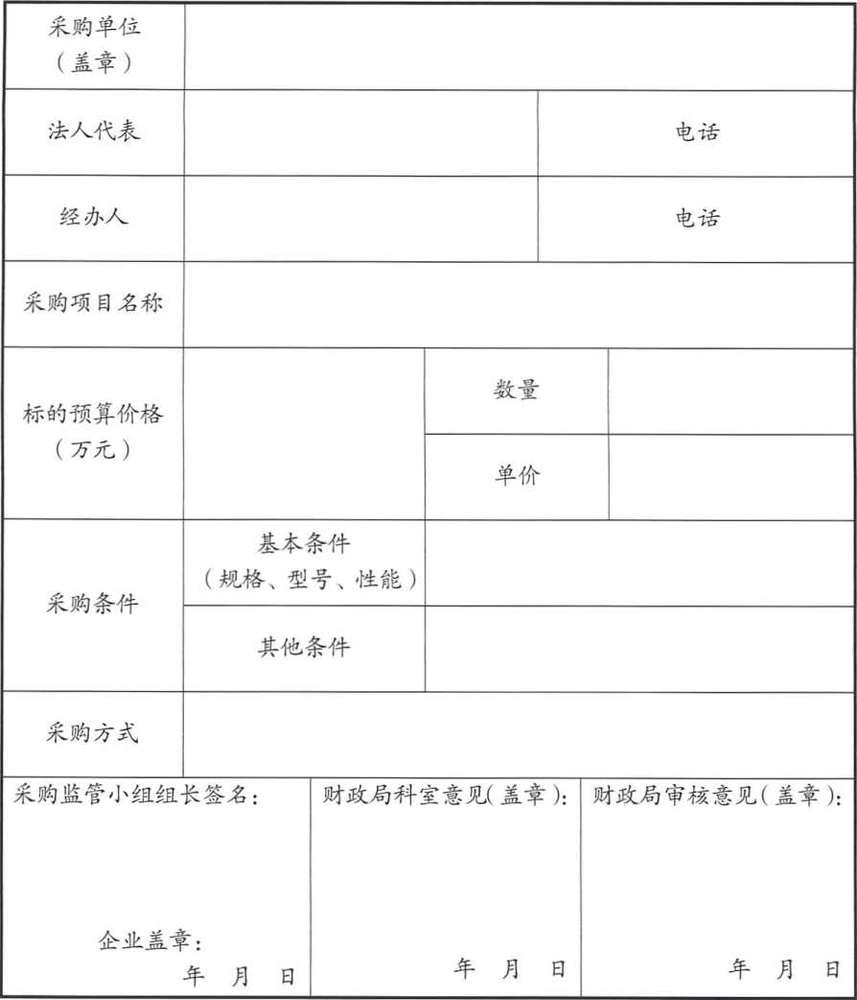 采购单位
（盖章）
法人代表
电话
经办人
电话
采购项目名称
标的预算价格
（万元）
数量
单价
采购条件
基本条件
（规格、型号、性能）
其他条件
采购方式
采购监管小组组长签名：
企业盖章：
年 月 日
财政局科室意见（盖章）：
年 月 日
财政局审核意见（盖章）：
年 月 日